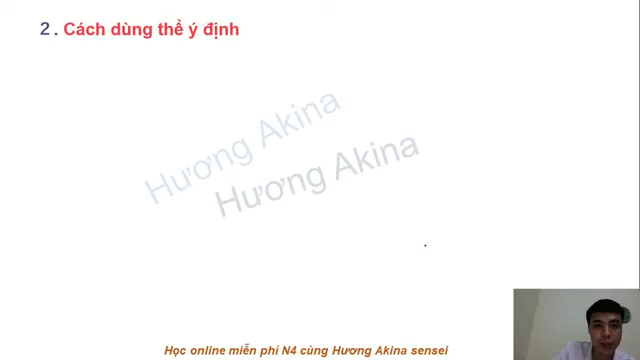 2 . Cách dùng thể ý định
Hương Akina
Hương Akina
Học online miễn phí N4 cùng Hương Akina sensei